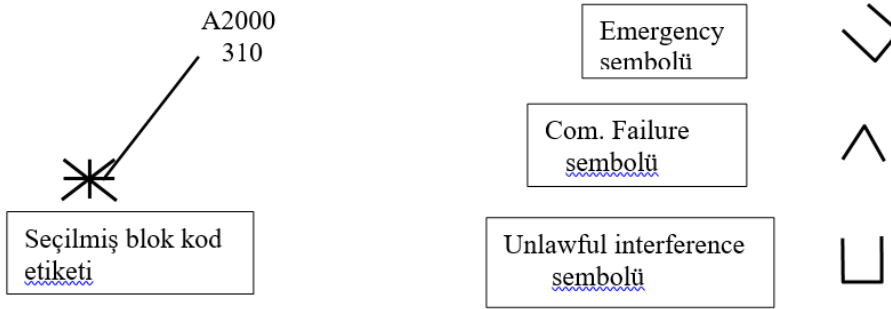 A2000
310
Seçilmiş blok kod
etiketi
Emergency
sembolü
Com. Failure
sembolü
Unlawful interference
sembolü